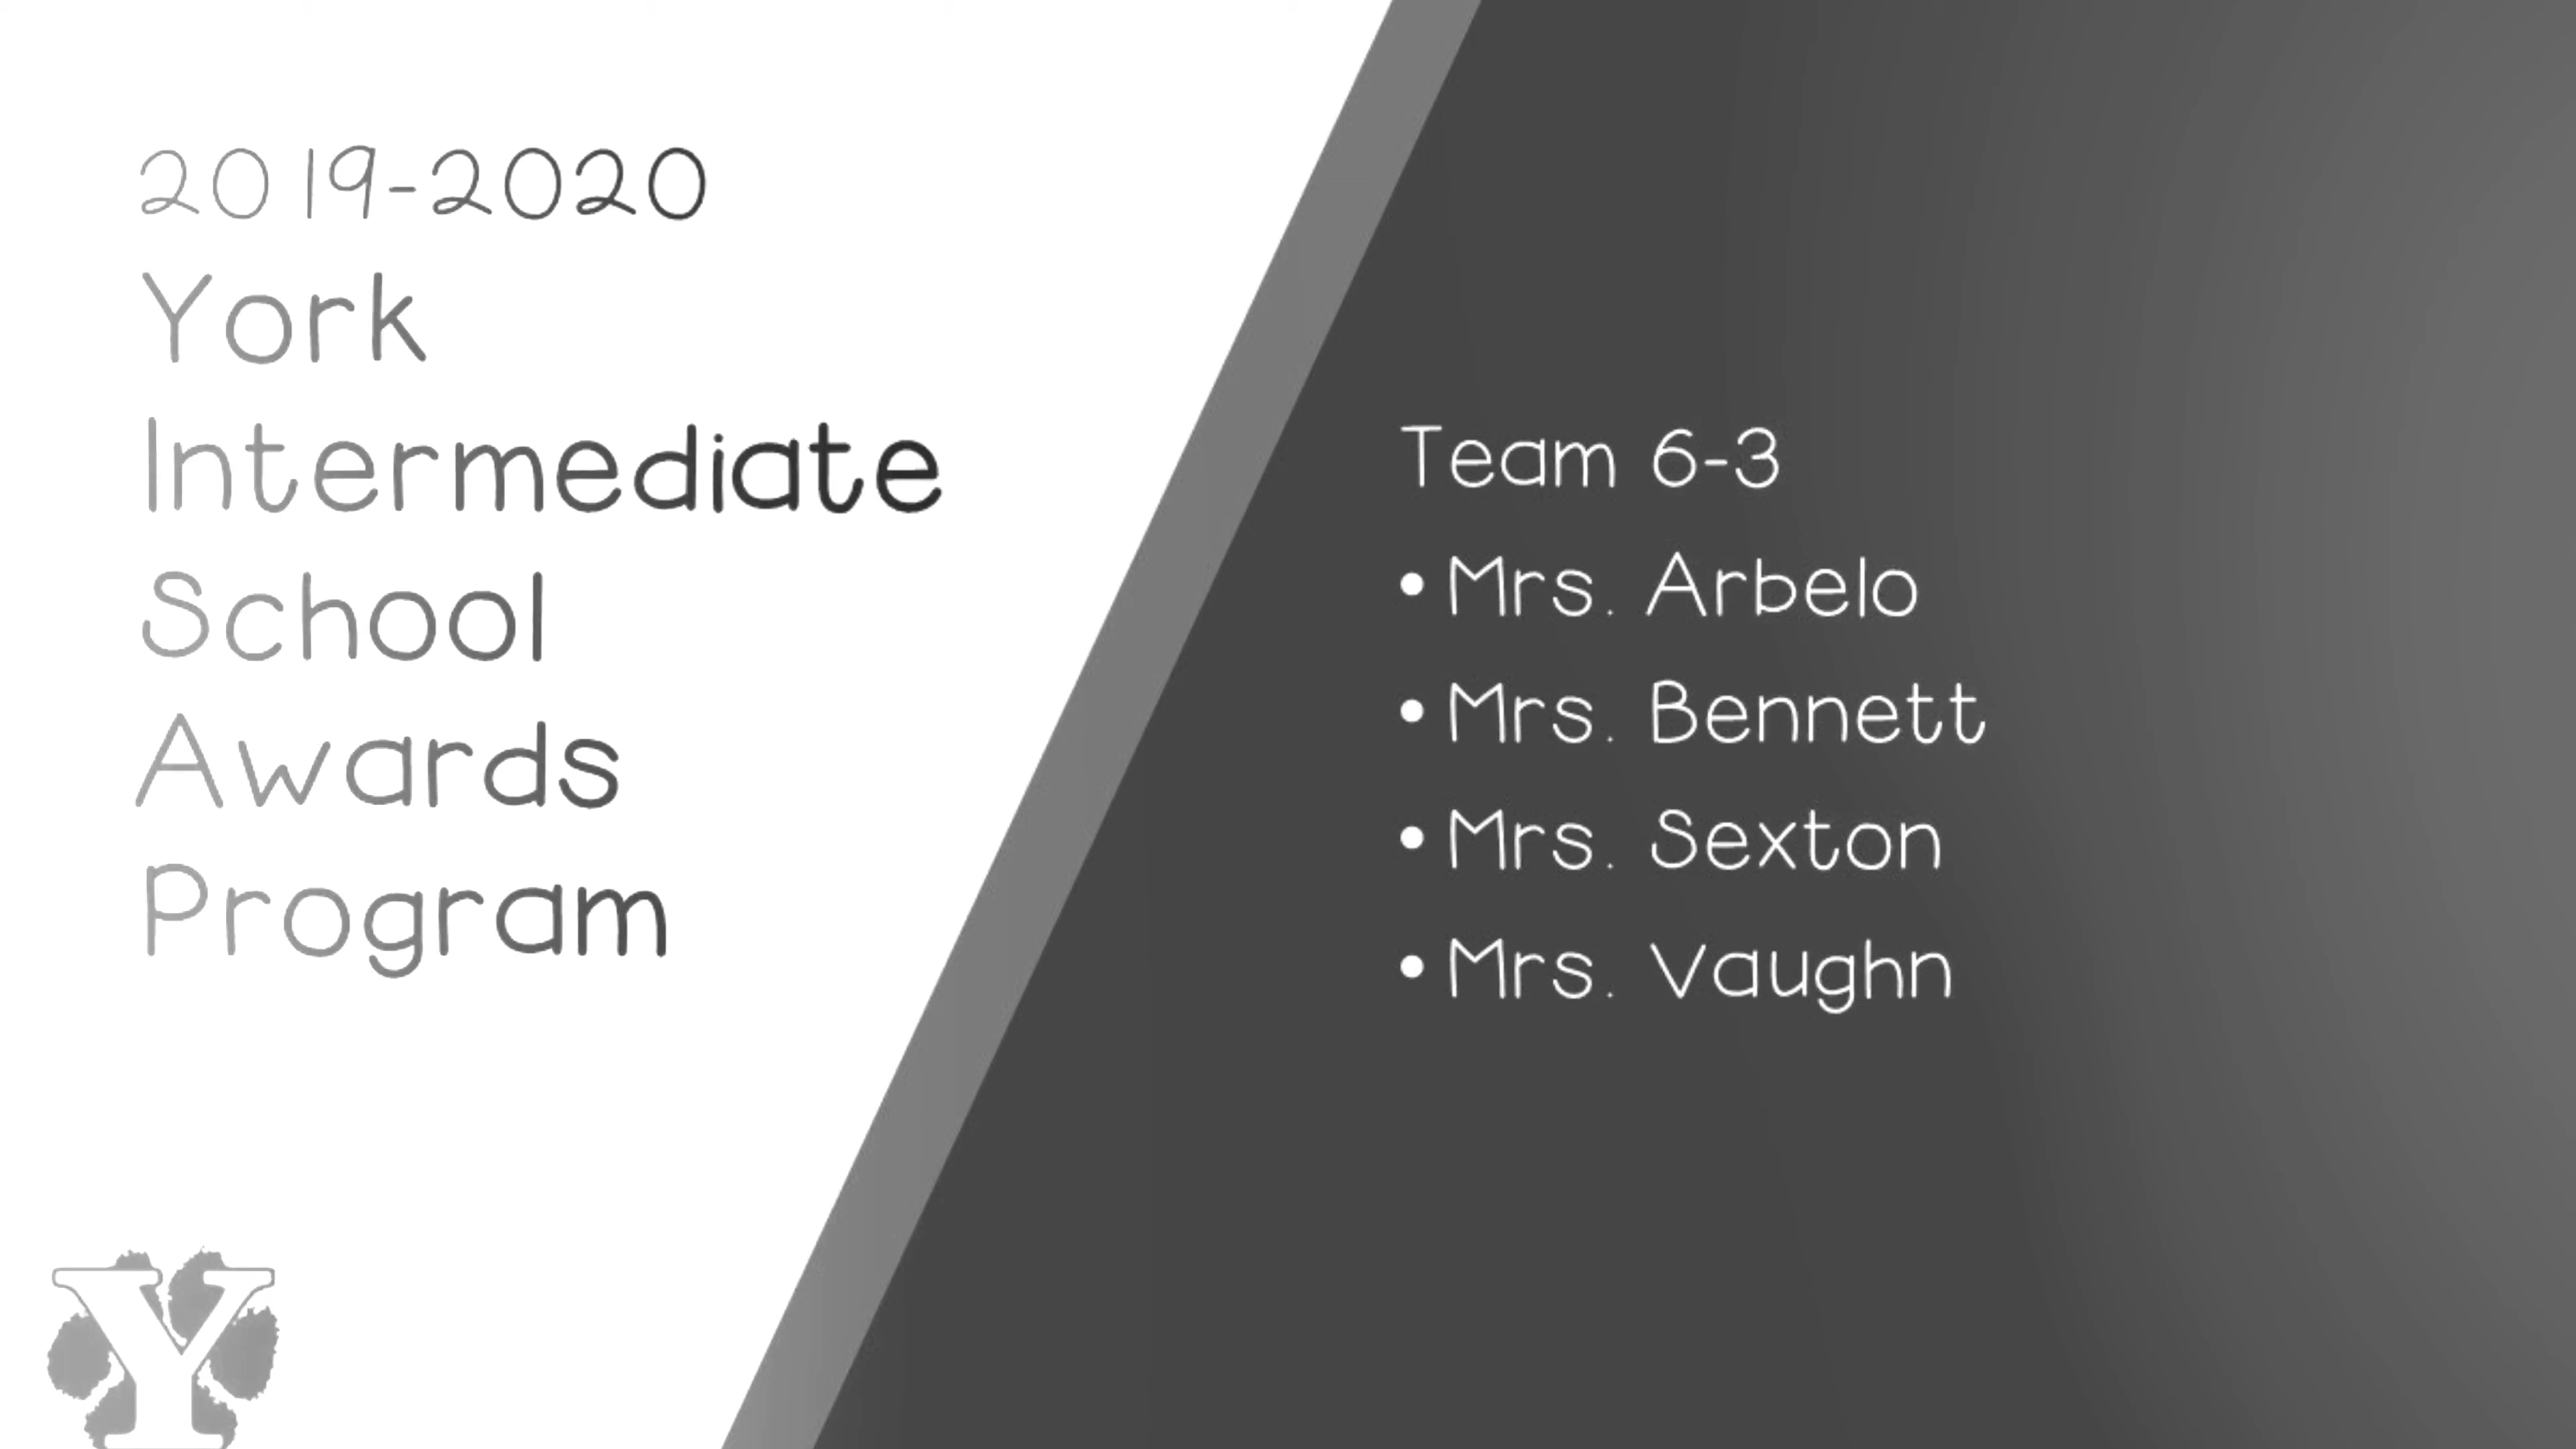 2019-2020
York
Intermediate
School
Awards
Program
Team 6-3
• Mrs. Arbelo
• Mrs. Bennett
• Mrs. Sexton
• Mrs. Vaughn
Y